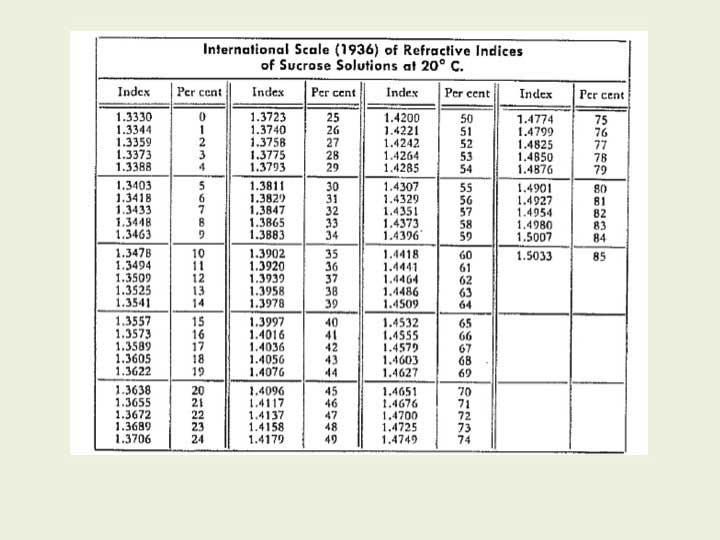 International Scale (1936) of Refractive Indices
of Sucrose Solutions at 20° C.
Index Per cent Index Per cent Index Per cent Index Per cent
1.3330 0 1.3723 25 1.4200 50 1.4774 75
1.3344 1 1.3740 26 1.4221 51 1.4799 76
1.3359 2 1.3758 27 1.4242 52 1.4825 77
1.3373 3 1.3775 28 1.4264 53 1.4850 78
1.3388 4 1.3793 29 1.4285 54 1.4876 79
1.3403 5 1.3811 30 1.4307 55 1.4901 80
1.3418 6 1.3829 31 1.4329 56 1.4927 81
1.3433 7 1.3847 32 1.4351 57 1.4954 82
1.3448 8 1.3865 33 1.4373 58 1.4980 83
1.3463 9 1.3883 34 1.4396 59 1.5007 84
1.3478 10 1.3902 35 1.4418 60 1.5033 85
1.3494 11 1.3920 36 1.4441 61
1.3509 12 1.3939 37 1.4464 62
1.3525 13 1.3958 38 1.4486 63
1.3541 14 1.3978 39 1.4509 64
1.3557 15 1.3997 40 1.4532 65
1.3573 16 1.4016 41 1.4555 66
1.3589 17 1.4036 42 1.4579 67
1.3605 18 1.4056 43 1.4603 68
1.3622 19 1.4076 44 1.4627 69
1.3638 20 1.4096 45 1.4651 70
1.3655 21 1.4117 46 1.4676 71
1.3672 22 1.4137 47 1.4700 72
1.3689 23 1.4158 48 1.4725 73
1.3706 24 1.4179 49 1.4749 74